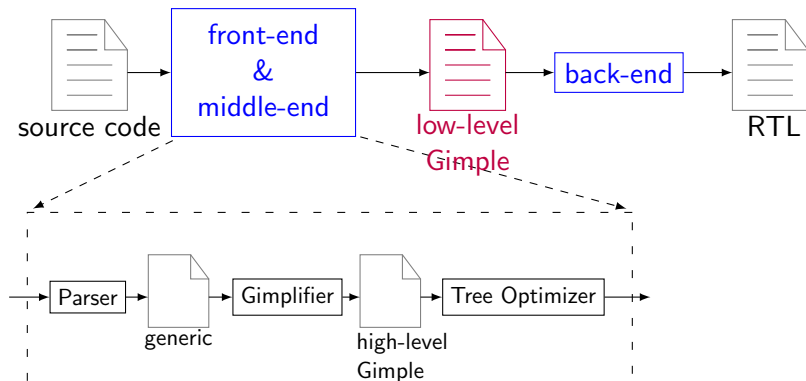 front-end
&
middle-end
back-end
source code
low-level
Gimple
RTL
Parser
Gimplifier
Tree Optimizer
generic
high-level
Gimple